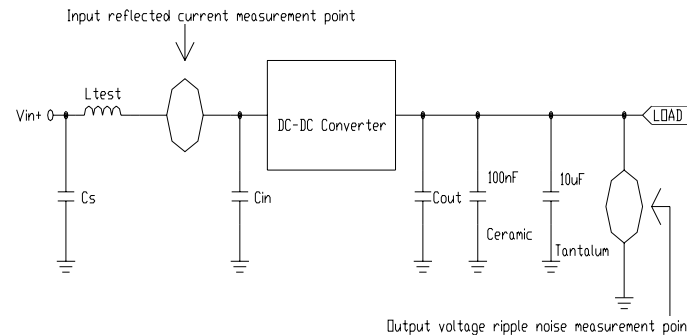 Input reflected current measurement point
Ltest
Vin+
LOAD
DC-DC Converter
100nF
10uF
Cs
Cin
Cout
Ceramic
Tantalum
Output voltage ripple noise measurement poin